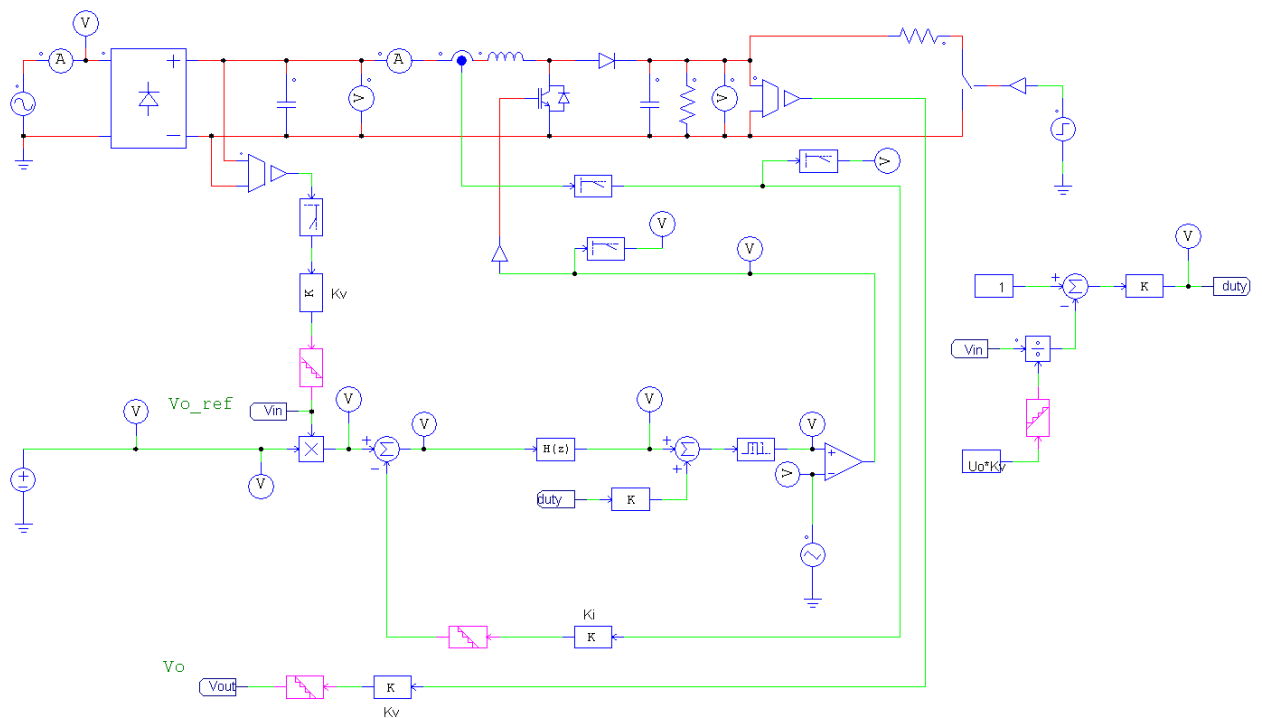 V
A
A
V
V
V
V
V
1
+
Σ
−
K
V
duty
K
Kv
Vin
÷
Uo*Kv
Vo_ref
Vin
V
V
V
V
V
V
×
+
Σ
−
H(z)
+
Σ
+
V
+
−
duty
K
Ki
K
Vo
Vout
K
Kv